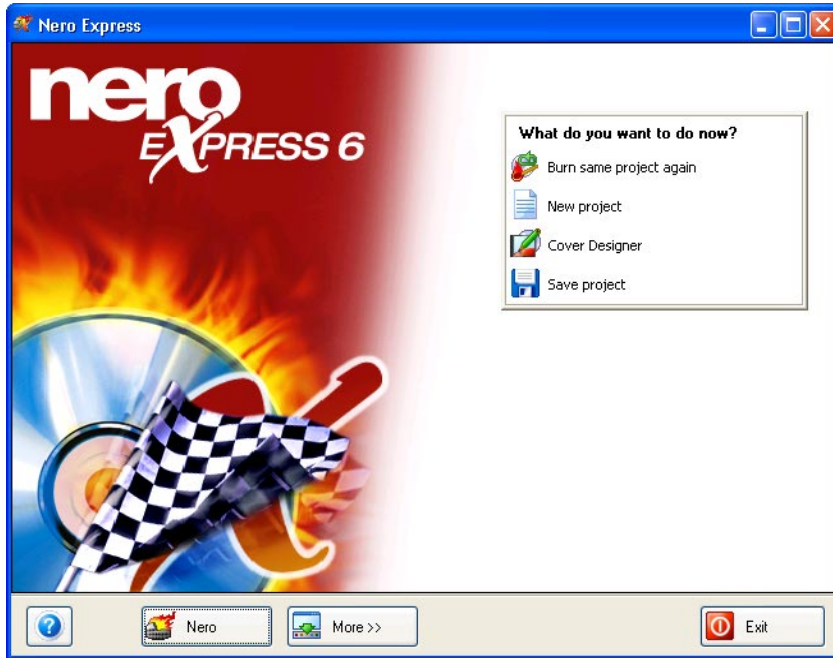 Nero Express
nero
EXPRESS 6
What do you want to do now?
Burn same project again
New project
Cover Designer
Save project
?
Nero
More >>
Exit